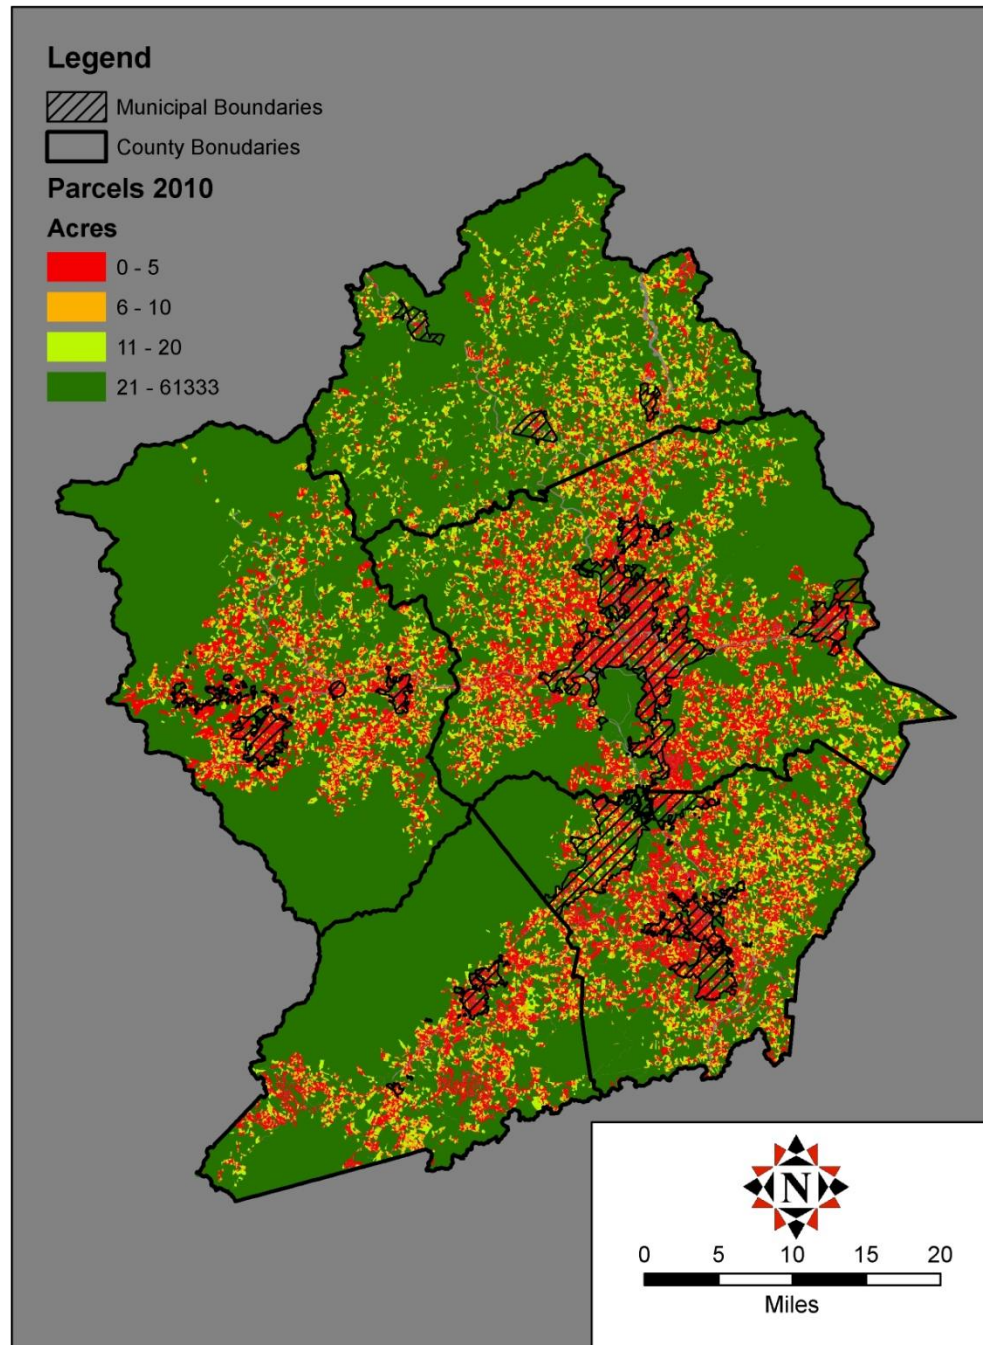 Legend
Municipal Boundaries
County Bonudaries
Parcels 2010
Acres
0 - 5
6 - 10
11 - 20
21 - 61333
N
0 5 10 15 20
Miles